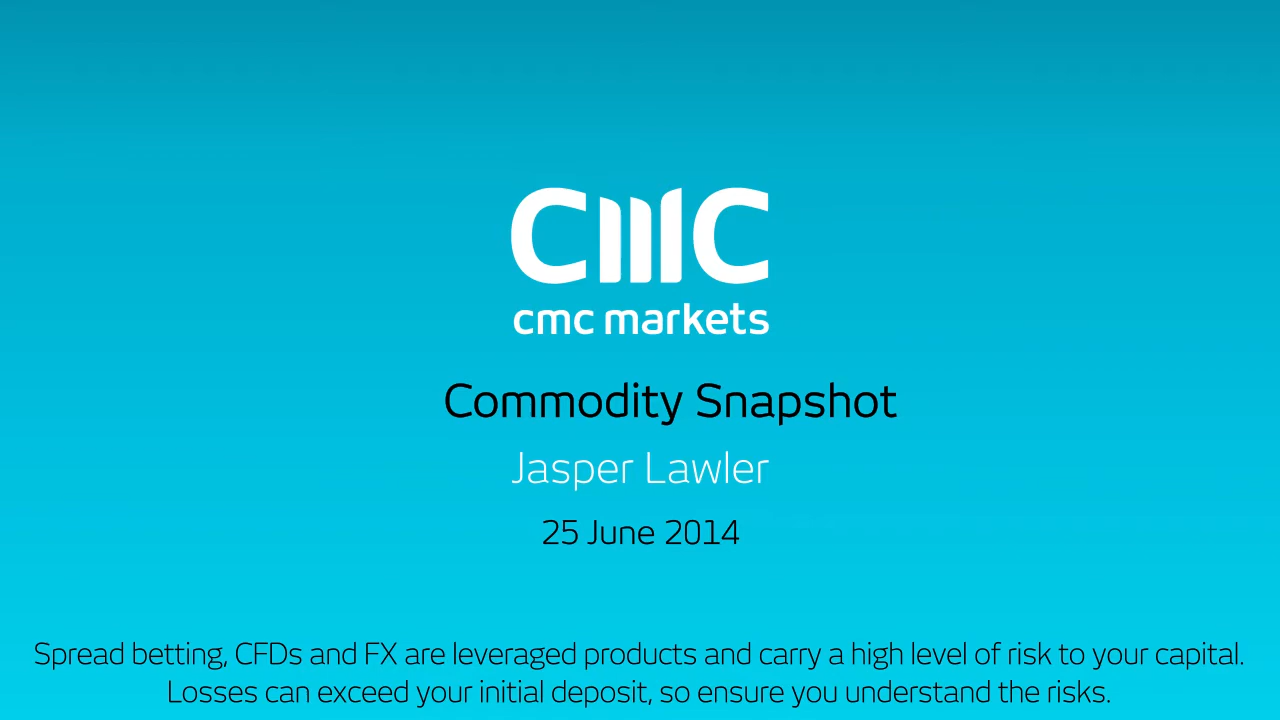 CMC
cmc markets
Commodity Snapshot
Jasper Lawler
25 June 2014
Spread betting, CFDs and FX are leveraged products and carry a high level of risk to your capital.
Losses can exceed your initial deposit, so ensure you understand the risks.